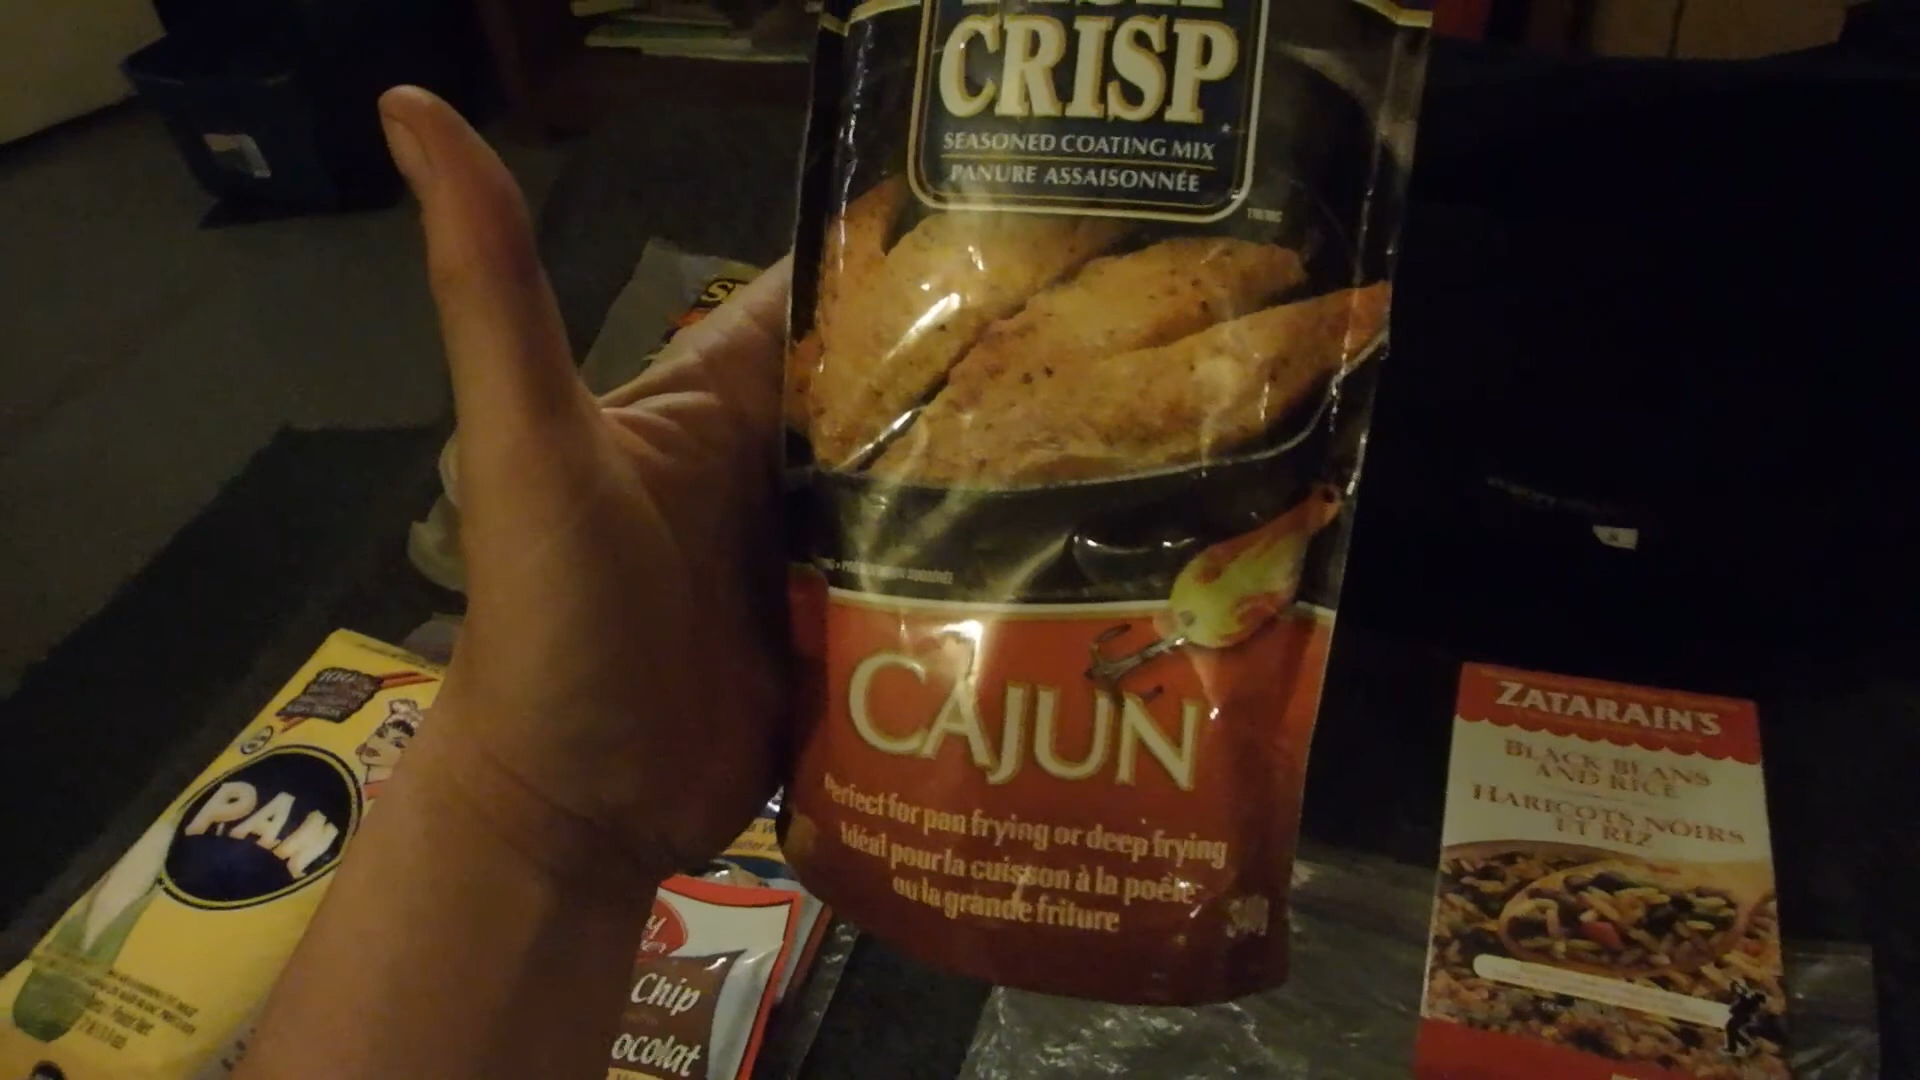 CRISP
SEASONED COATING MIX
PANURE ASSAISONNÉE
CAJUN
Perfect for pan frying or deep frying
Idéal pour la cuisson à la poêle
ou la grande friture
PAN
100%
Chip
ocolat
ZATARAIN'S
BLACK BEANS
AND RICE
HARICOTS NOIRS
ET RIZ